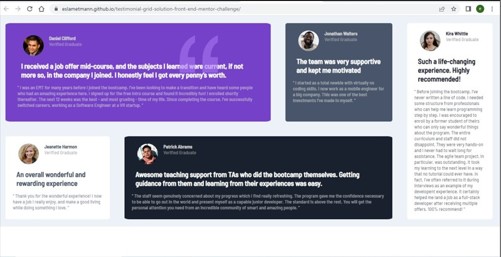 eslametmann.github.io/testimonial-grid-solution-front-end-mentor-challenge/
Daniel Clifford
Verified Graduate
I received a job offer mid-course, and the subjects I learned were current, if not
more so, in the company I joined. I honestly feel I got every penny's worth.
" I was an EMT for many years before I joined the bootcamp. I've been looking to make a transition and have heard some people
who had an amazing experience here. I signed up for the free intro course and found it incredibly fun! I enrolled shortly
thereafter. The next 12 weeks was the best - and most grueling - time of my life. Since completing the course, I've successfully
switched careers, working as a Software Engineer at a VR startup. "
Jonathan Walters
Verified Graduate
The team was very supportive
and kept me motivated
" I started as a total newbie with virtually no
coding skills. I now work as a mobile engineer for
a big company. This was one of the best
investments I've made in myself. "
Kira Whittle
Verified Graduate
Such a life-changing
experience. Highly
recommended!
" Before joining the bootcamp, I've
never written a line of code. I needed
some structure from professionals
who can help me learn programming
step by step. I was encouraged to
enroll by a former student of theirs
who can only say wonderful things
about the program. The entire
curriculum and staff did not
disappoint. They were very hands-on
and I never had to wait long for
assistance. The agile team project, in
particular, was outstanding. It took
my learning to the next level in a way
that no tutorial could ever have. In
fact, I've often referred to it during
interviews as an example of my
developent experience. It certainly
helped me land a job as a full-stack
developer after receiving multiple
offers. 100% recommend! "
Jeanette Harmon
Verified Graduate
An overall wonderful and
rewarding experience
" Thank you for the wonderful experience! I now
have a job I really enjoy, and make a good living
while doing something I love. "
Patrick Abrams
Verified Graduate
Awesome teaching support from TAs who did the bootcamp themselves. Getting
guidance from them and learning from their experiences was easy.
" The staff seem genuinely concerned about my progress which I find really refreshing. The program gave me the confidence necessary
to be able to go out in the world and present myself as a capable junior developer. The standard is above the rest. You will get the
personal attention you need from an incredible community of smart and amazing people. "